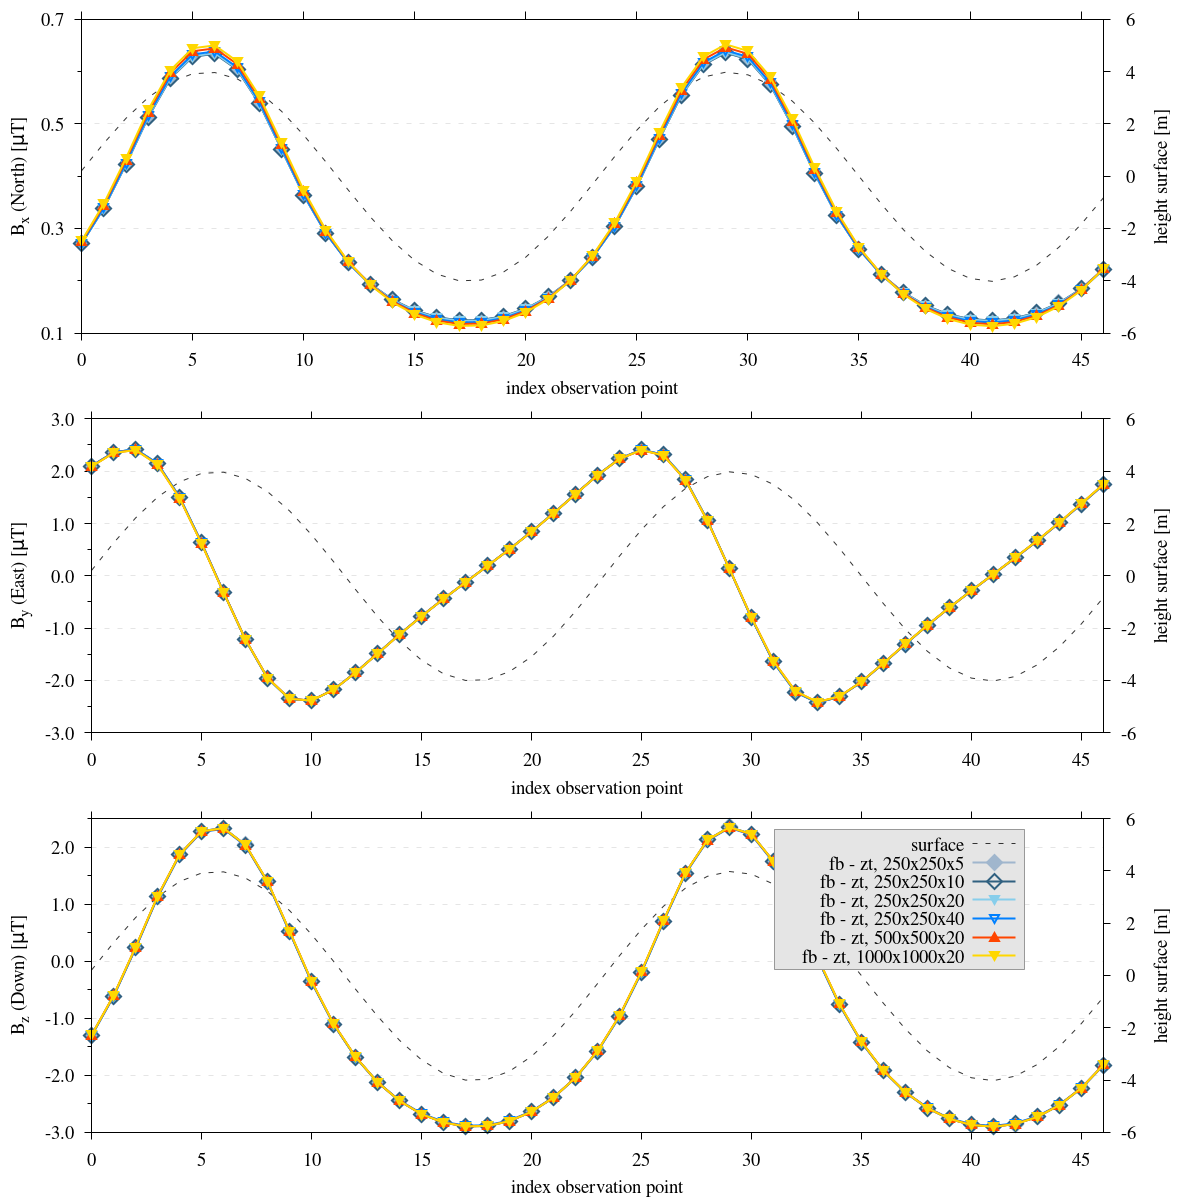 0.7
0.5
0.3
0.1
B_x (North) [µT]
6
4
2
0
-2
-4
-6
height surface [m]
0 5 10 15 20 25 30 35 40 45
index observation point
3.0
2.0
1.0
0.0
-1.0
-2.0
-3.0
B_y (East) [µT]
6
4
2
0
-2
-4
-6
height surface [m]
0 5 10 15 20 25 30 35 40 45
index observation point
2.0
1.0
0.0
-1.0
-2.0
-3.0
B_z (Down) [µT]
surface
fb - zt, 250x250x5
fb - zt, 250x250x10
fb - zt, 250x250x20
fb - zt, 250x250x40
fb - zt, 500x500x20
fb - zt, 1000x1000x20
6
4
2
0
-2
-4
-6
height surface [m]
0 5 10 15 20 25 30 35 40 45
index observation point